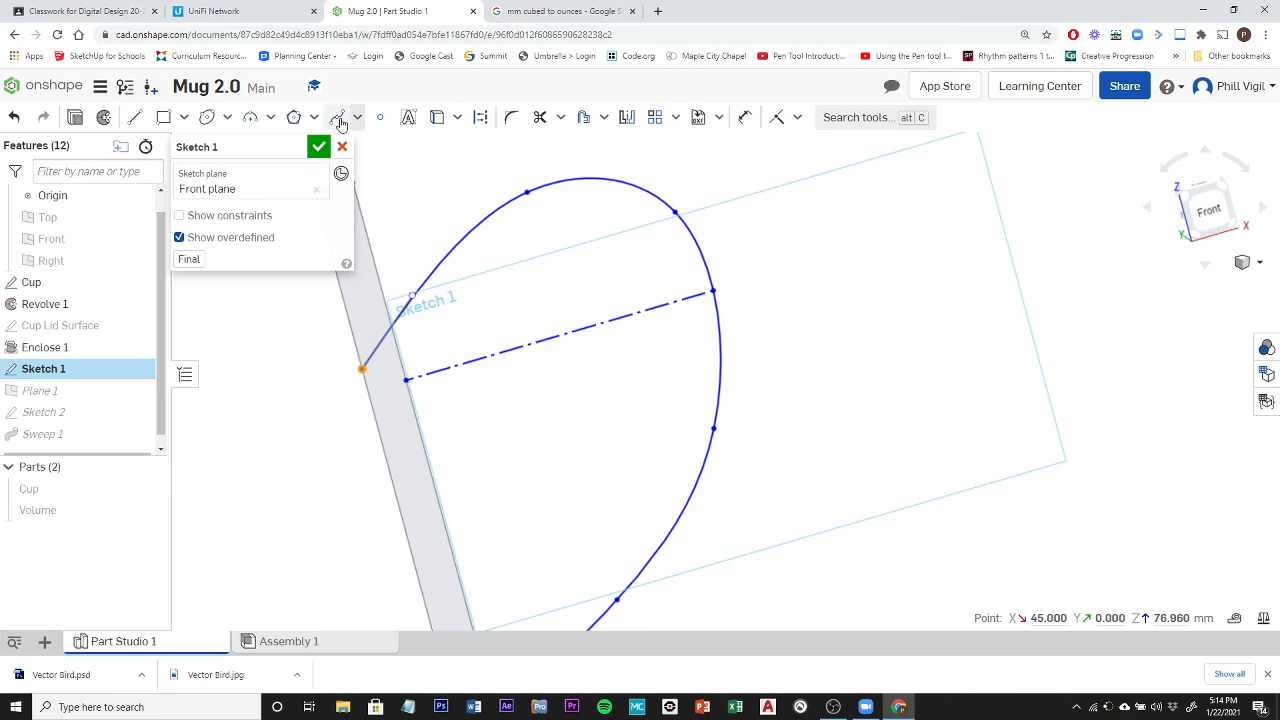 Classwork for Digital Design 20-2
UniFi Network
Mug 2.0 | Part Studio 1
mm cubed to ounces - Google Se
cad.onshape.com/documents/87c9d82c49d4c8913f10eba1/w/7fdff0ad054e7bfe11867fd0/e/96f0d012f6086590628238c2
Apps
SketchUp for Schools
Curriculum Resourc...
Planning Center
Google
Summit
Umbrella > Login
Code.org
Maple City Chapel
Pen Tool Introducti...
Using the Pen tool t...
Rhythm patterns 1 t...
Creative Progression
Other bookmarks
onshape
Mug 2.0 Main
App Store
Learning Center
Share
Phill Vigil
Search tools... alt C
Features (12)
Filter by name or type
Origin
Top
Front
Right
Cup
Revolve 1
Cup Lid Surface
Enclose 1
Sketch 1
Plane 1
Sketch 2
Sweep 1
Parts (2)
Cup
Volume
Sketch 1
Sketch plane
Front plane
Show constraints
Show overdefined
Final
Sketch 1
Z
Front
X
Y
Point: X 45.000 Y 0.000 Z 76.960 mm
Part Studio 1
Assembly 1
Vector Bird.psd
Vector Bird.jpg
Show all
Type here to search
5:14 PM
1/22/2021